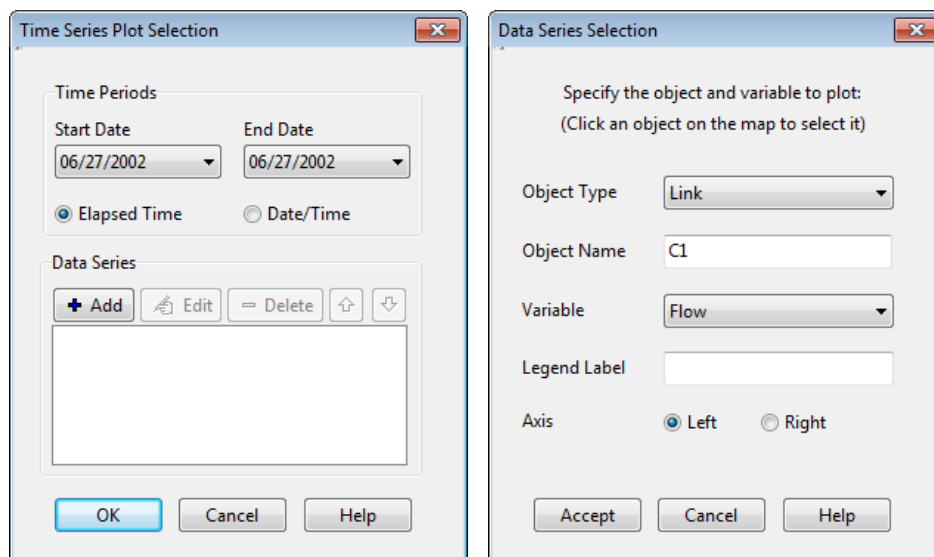 Time Series Plot Selection
Time Periods
Start Date End Date
06/27/2002 06/27/2002
Elapsed Time Date/Time
Data Series
Add Edit Delete
OK Cancel Help
Data Series Selection
Specify the object and variable to plot:
(Click an object on the map to select it)
Object Type Link
Object Name C1
Variable Flow
Legend Label
Axis Left Right
Accept Cancel Help